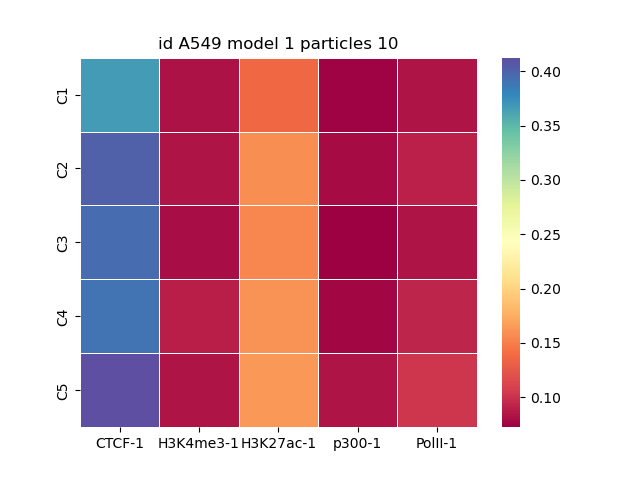 id A549 model 1 particles 10
C1
C2
C3
C4
C5
CTCF-1 H3K4me3-1 H3K27ac-1 p300-1 PolII-1
0.40
0.35
0.30
0.25
0.20
0.15
0.10